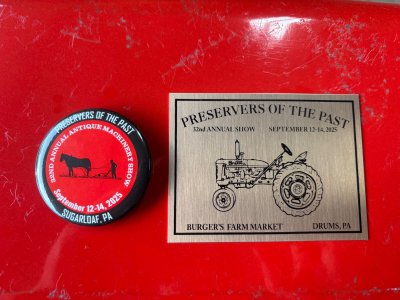 PRESERVERS OF THE PAST
32ND ANNUAL ANTIQUE MACHINERY SHOW
September 12-14, 2025
SUGARLOAF, PA
PRESERVERS OF THE PAST
32nd ANNUAL SHOW SEPTEMBER 12-14, 2025
BURGER'S FARM MARKET DRUMS, PA